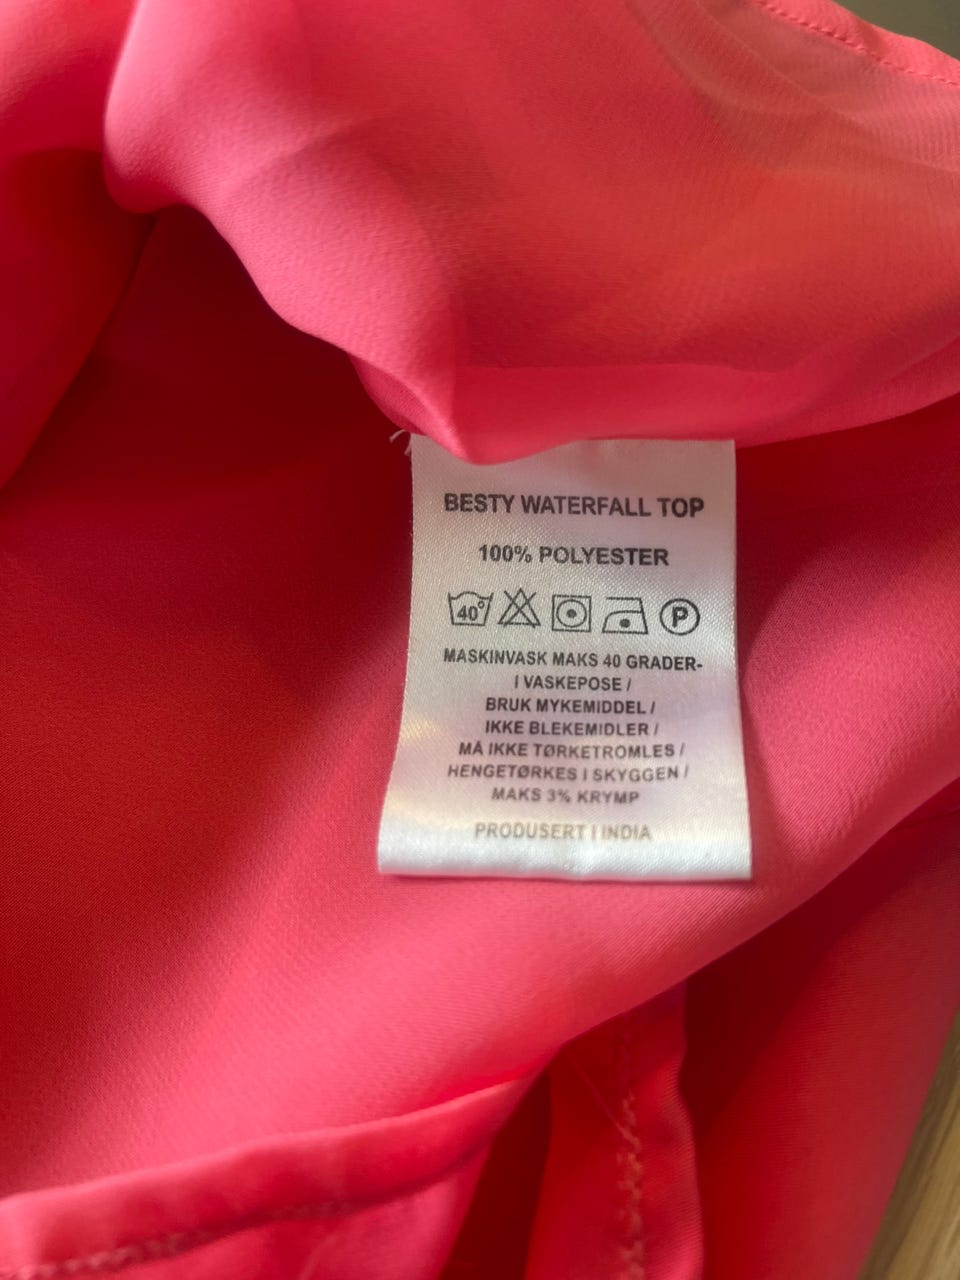 BESTY WATERFALL TOP
100% POLYESTER
40° P
MASKINVASK MAKS 40 GRADER-
I VASKEPOSE /
BRUK MYKEMIDDEL /
IKKE BLEKEMIDLER /
MÅ IKKE TØRKETROMLES /
HENGETØRKES I SKYGGEN /
MAKS 3% KRYMP
PRODUSERT I INDIA